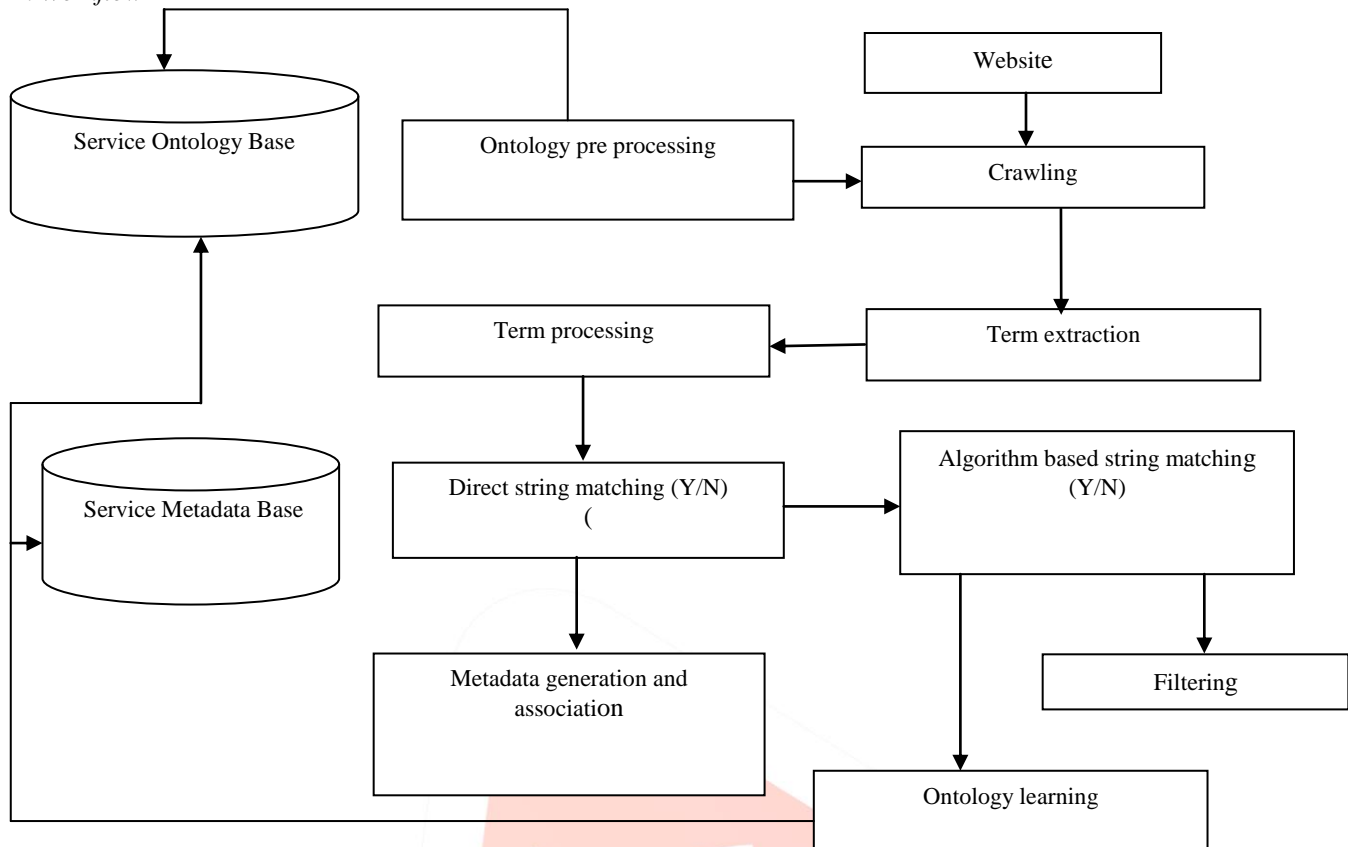 Website
Service Ontology Base
Ontology pre processing
Crawling
Term processing
Term extraction
Service Metadata Base
Direct string matching (Y/N)
(
Algorithm based string matching
(Y/N)
Metadata generation and
association
Filtering
Ontology learning